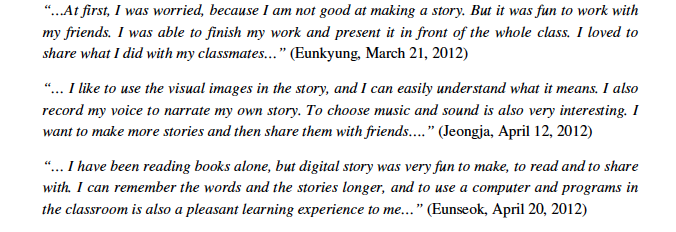 “…At first, I was worried, because I am not good at making a story. But it was fun to work with
my friends. I was able to finish my work and present it in front of the whole class. I loved to
share what I did with my classmates…” (Eunkyung, March 21, 2012)
“… I like to use the visual images in the story, and I can easily understand what it means. I also
record my voice to narrate my own story. To choose music and sound is also very interesting. I
want to make more stories and then share them with friends….” (Jeongja, April 12, 2012)
“… I have been reading books alone, but digital story was very fun to make, to read and to share
with. I can remember the words and the stories longer, and to use a computer and programs in
the classroom is also a pleasant learning experience to me…” (Eunseok, April 20, 2012)